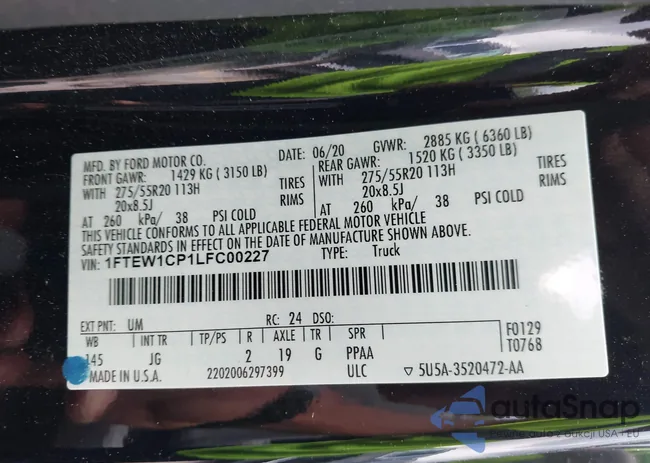 MFD. BY FORD MOTOR CO. DATE: 06/20 GVWR: 2885 KG ( 6360 LB)
FRONT GAWR: 1429 KG ( 3150 LB) REAR GAWR: 1520 KG ( 3350 LB)
WITH 275/55R20 113H TIRES WITH 275/55R20 113H TIRES
20x8.5J RIMS 20x8.5J RIMS
AT 260 kPa/ 38 PSI COLD AT 260 kPa/ 38 PSI COLD
THIS VEHICLE CONFORMS TO ALL APPLICABLE FEDERAL MOTOR VEHICLE
SAFETY STANDARDS IN EFFECT ON THE DATE OF MANUFACTURE SHOWN ABOVE.
VIN: 1FTEW1CP1LFC00227 TYPE: Truck
EXT PNT: UM RC: 24 DSO:
WB INT TR TP/PS R AXLE TR SPR F0129
145 JG 2 19 G PPAA T0768
MADE IN U.S.A. 2202006297399 ULC ▽ 5U5A-3520472-AA
autaSnap